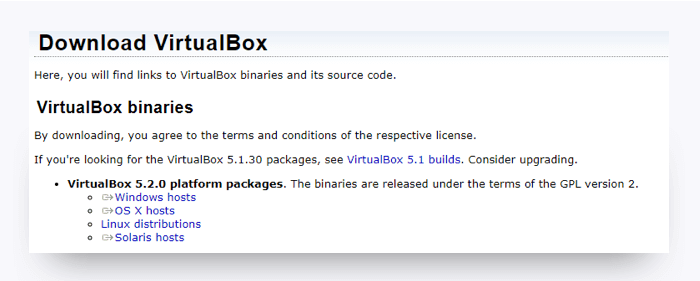 Download VirtualBox
Here, you will find links to VirtualBox binaries and its source code.
VirtualBox binaries
By downloading, you agree to the terms and conditions of the respective license.
If you're looking for the VirtualBox 5.1.30 packages, see VirtualBox 5.1 builds. Consider upgrading.
VirtualBox 5.2.0 platform packages. The binaries are released under the terms of the GPL version 2.
Windows hosts
OS X hosts
Linux distributions
Solaris hosts